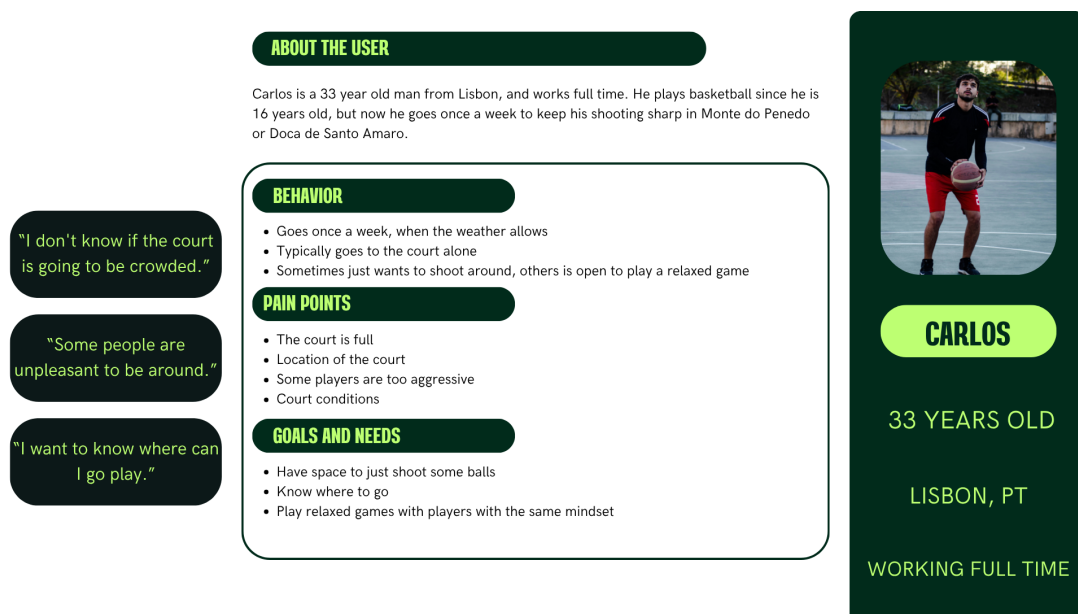 ABOUT THE USER
Carlos is a 33 year old man from Lisbon, and works full time. He plays basketball since he is
16 years old, but now he goes once a week to keep his shooting sharp in Monte do Penedo
or Doca de Santo Amaro.
"I don't know if the court
is going to be crowded."
"Some people are
unpleasant to be around."
"I want to know where can
I go play."
BEHAVIOR
• Goes once a week, when the weather allows
• Typically goes to the court alone
• Sometimes just wants to shoot around, others is open to play a relaxed game
PAIN POINTS
• The court is full
• Location of the court
• Some players are too aggressive
• Court conditions
GOALS AND NEEDS
• Have space to just shoot some balls
• Know where to go
• Play relaxed games with players with the same mindset
CARLOS
33 YEARS OLD
LISBON, PT
WORKING FULL TIME